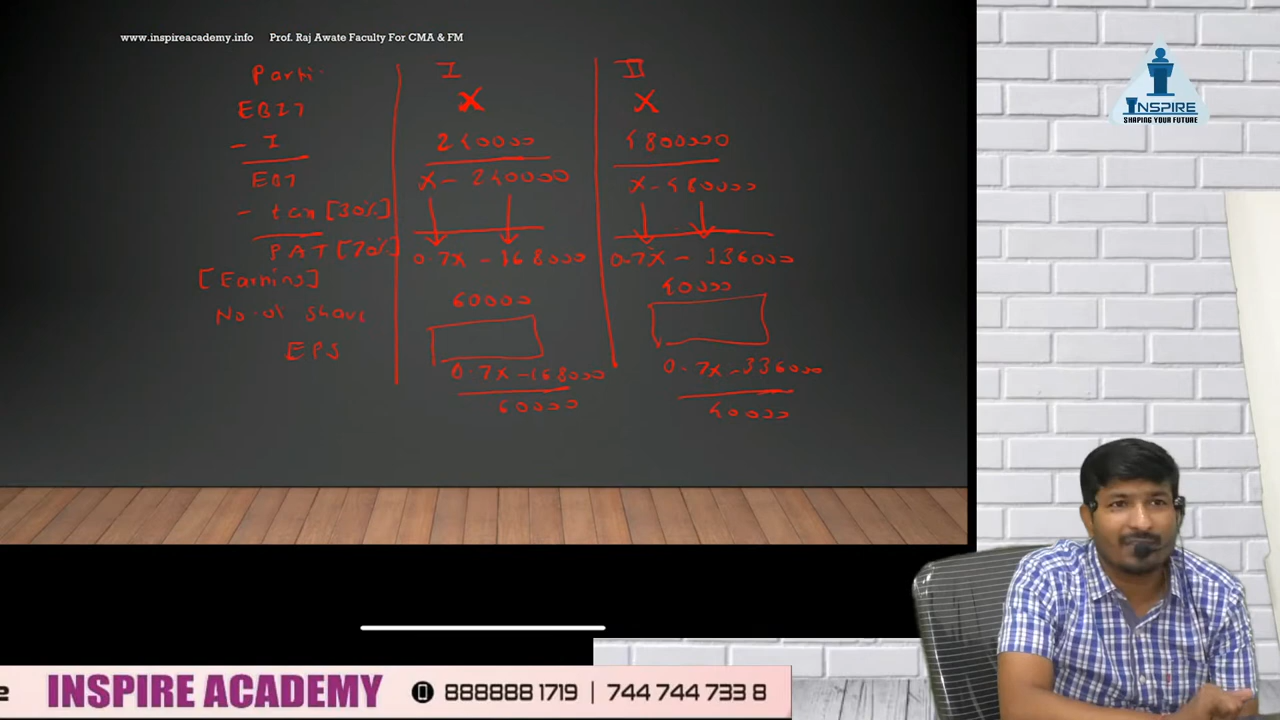 www.inspireacademy.info Prof. Raj Awate Faculty For CMA & FM
Parti. I II
EBIT X X
- I 240000 4800000
EBT X - 240000 X - 480000
- tax [30%]
PAT [70%] 0.7X - 168000 0.7X - 336000
[Earning]
No. of share 60000 40000
EPS
0.7X - 168000 0.7X - 336000
60000 40000
INSPIRE
SHAPING YOUR FUTURE
e INSPIRE ACADEMY 888888 1719 | 744 744 733 8